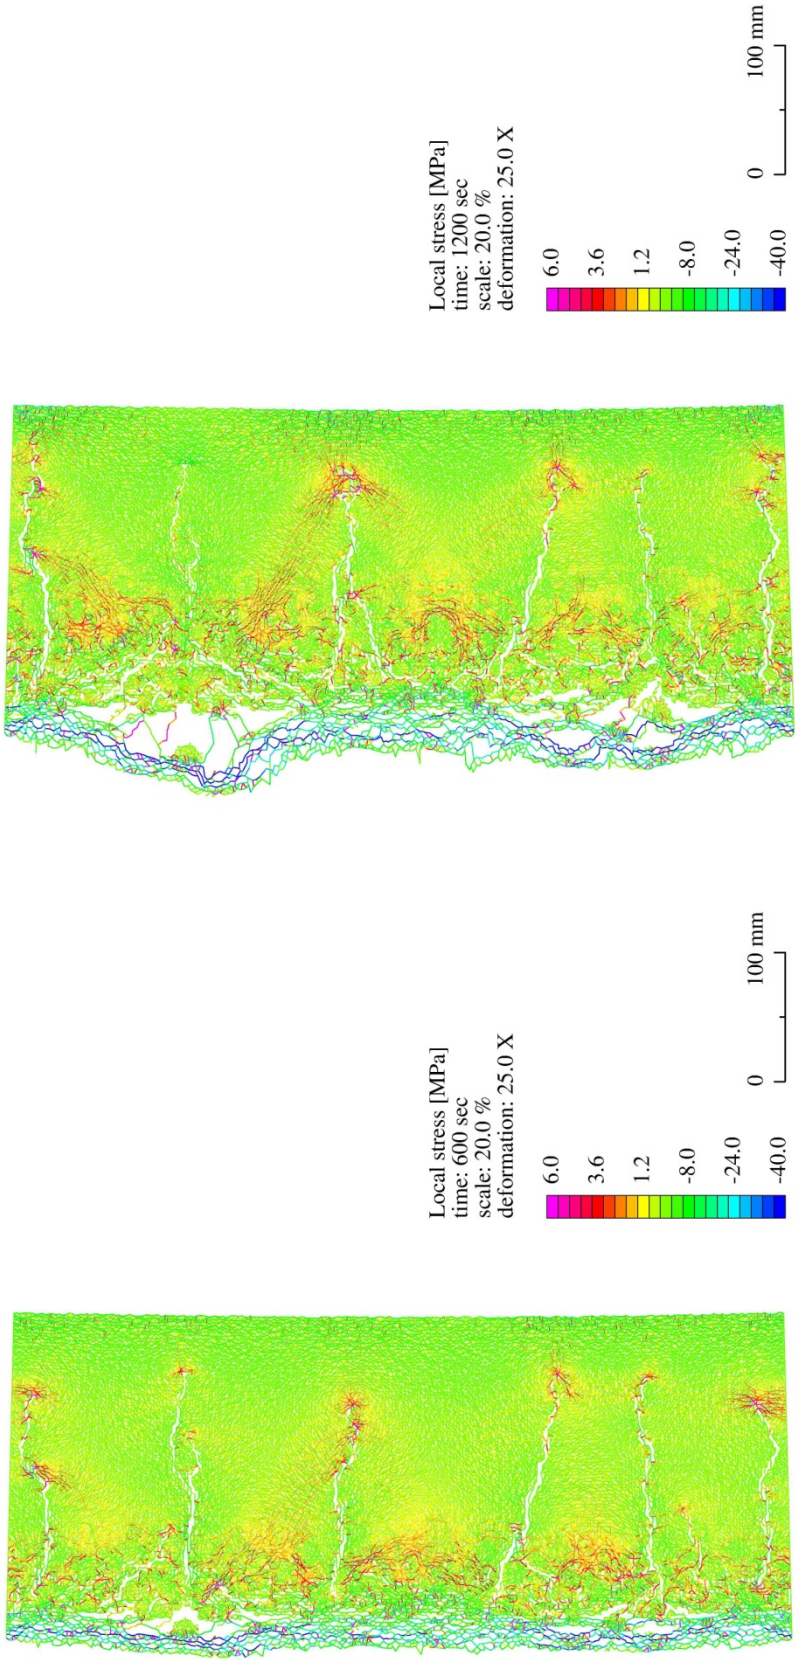 Local stress [MPa]
time: 1200 sec
scale: 20.0 %
deformation: 25.0 X
6.0
3.6
1.2
-8.0
-24.0
-40.0
0 100 mm
Local stress [MPa]
time: 600 sec
scale: 20.0 %
deformation: 25.0 X
6.0
3.6
1.2
-8.0
-24.0
-40.0
0 100 mm